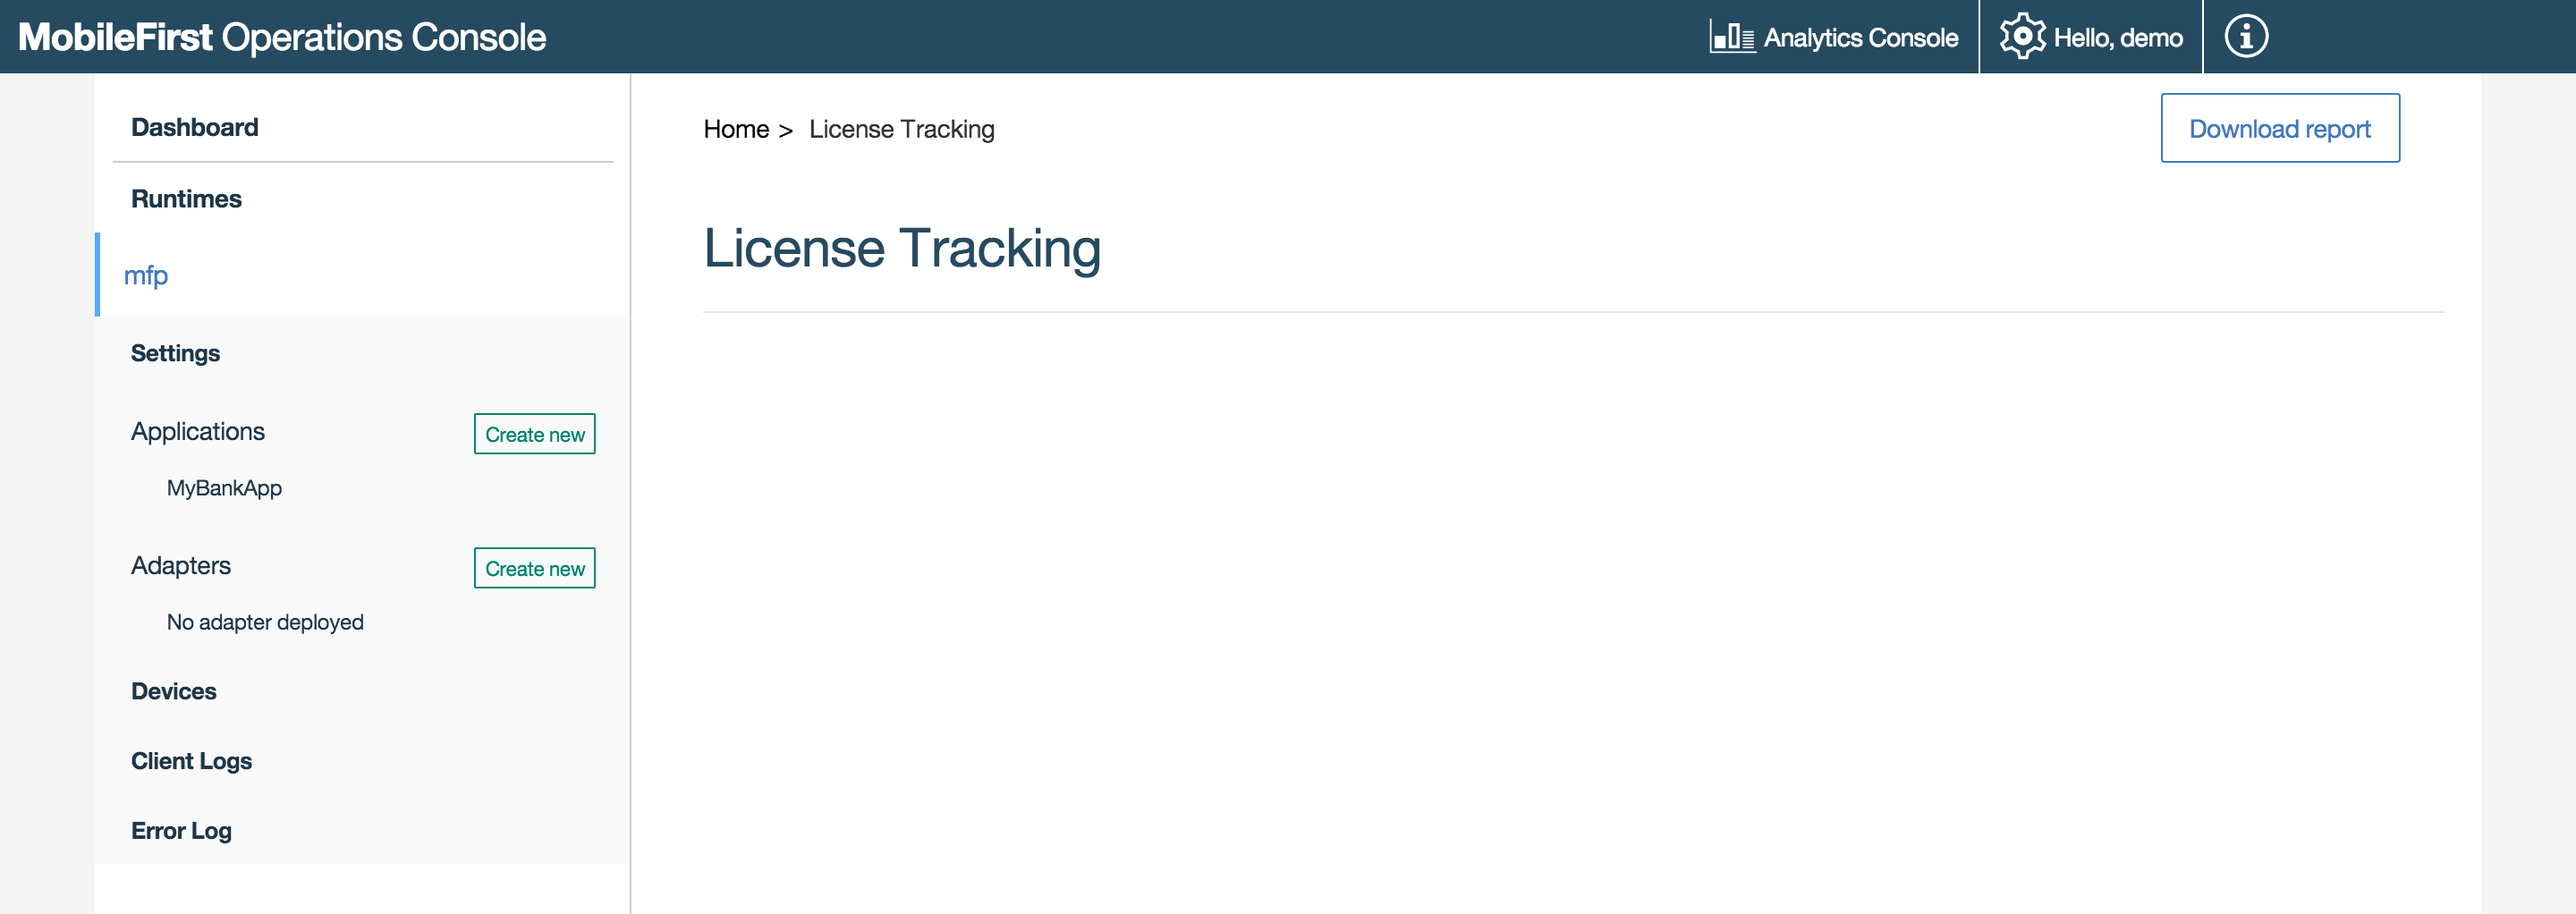 MobileFirst Operations Console
Analytics Console
Hello, demo
Dashboard
Runtimes
mfp
Settings
Applications
Create new
MyBankApp
Adapters
Create new
No adapter deployed
Devices
Client Logs
Error Log
Home > License Tracking
Download report
License Tracking